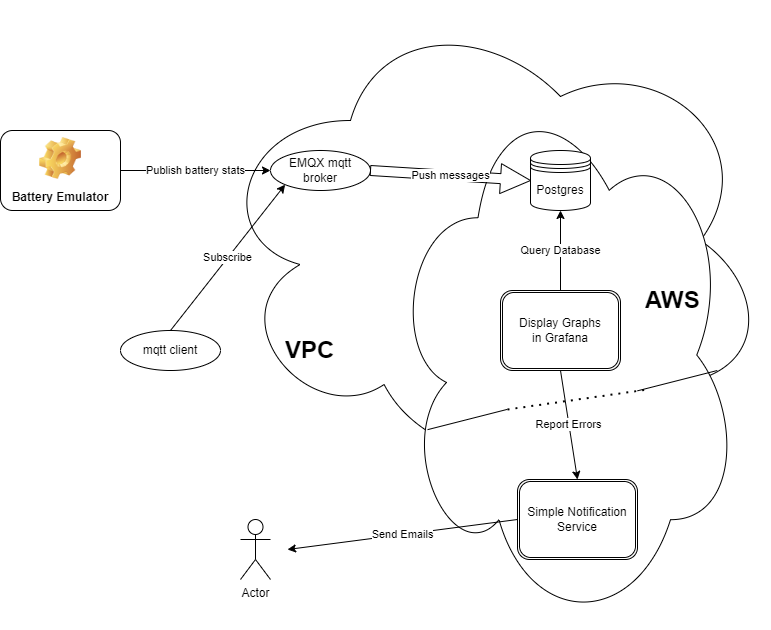 EMQX mqtt
broker
Publish battery stats
Push messages
Postgres
Battery Emulator
Query Database
Subscribe
AWS
Display Graphs
in Grafana
mqtt client
VPC
Report Errors
Simple Notification
Service
Send Emails
Actor